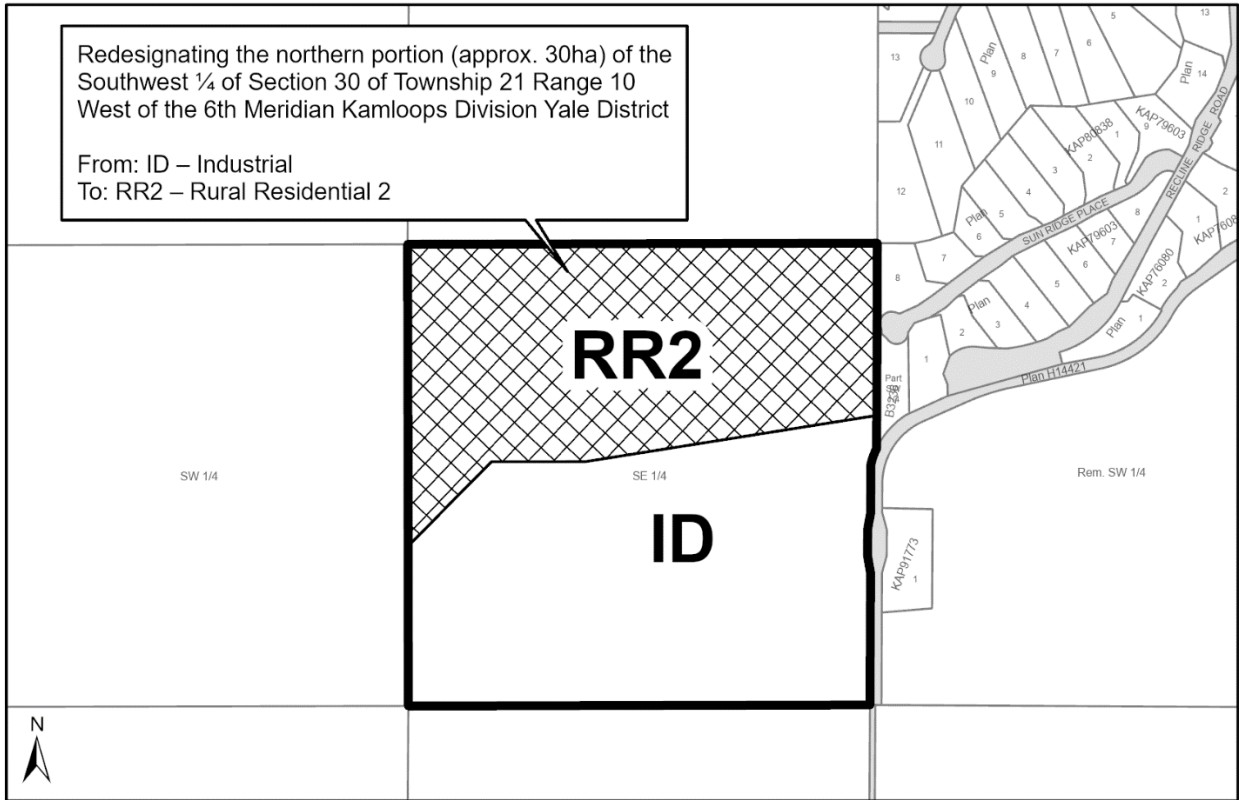 Redesignating the northern portion (approx. 30ha) of the
Southwest ¼ of Section 30 of Township 21 Range 10
West of the 6th Meridian Kamloops Division Yale District
From: ID – Industrial
To: RR2 – Rural Residential 2
5
13
13
Plan
9
8
7
6
Plan
14
10
11
12
KAP80838
1
9
KAP79603
2
3
4
5
Plan
6
7
8
RECLINE RIDGE ROAD
SUN RIDGE PLACE
8
KAP79603
7
6
5
4
3
Plan
2
1
2
1
KAP76080
2
Plan
1
Plan H14421
Part
RR2
SW 1/4
SE 1/4
Rem. SW 1/4
ID
KAP91773
1
N